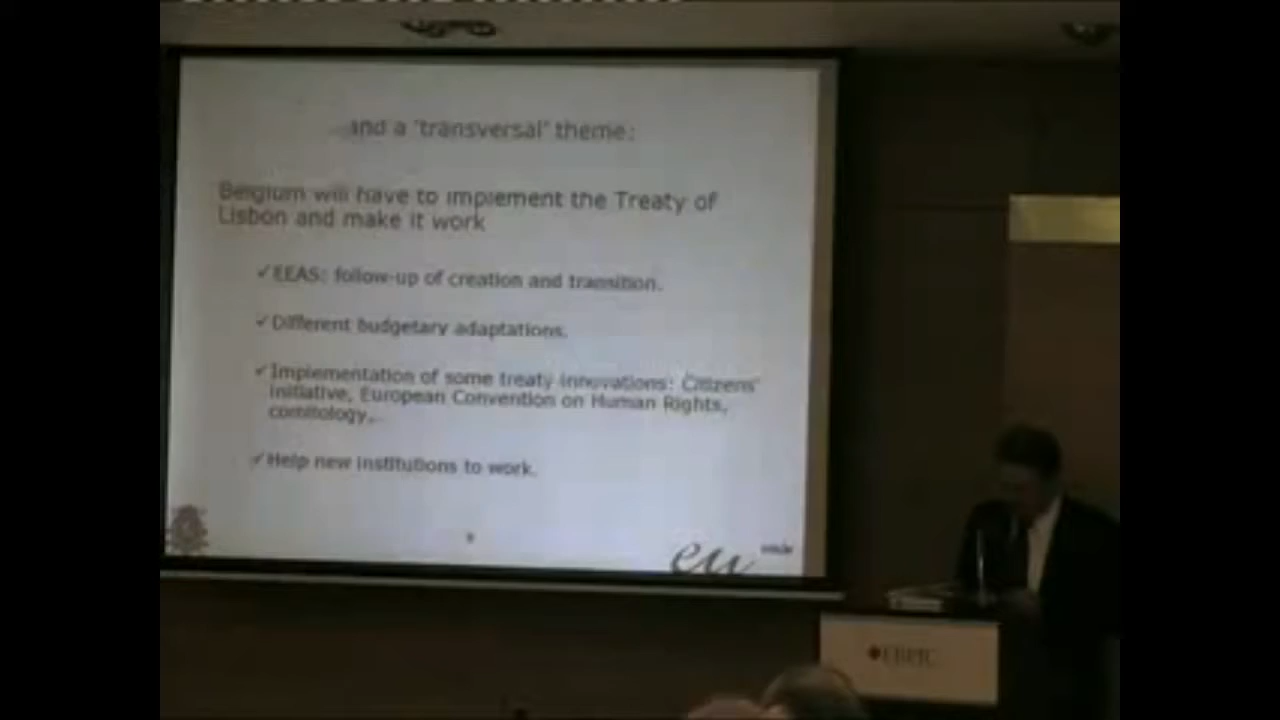 ...and a 'transversal' theme:
Belgium will have to implement the Treaty of
Lisbon and make it work
✓EEAS: follow-up of creation and transition.
✓Different budgetary adaptations.
✓Implementation of some treaty innovations: Citizens'
initiative, European Convention on Human Rights,
comitology,..
✓Help new institutions to work.
eu